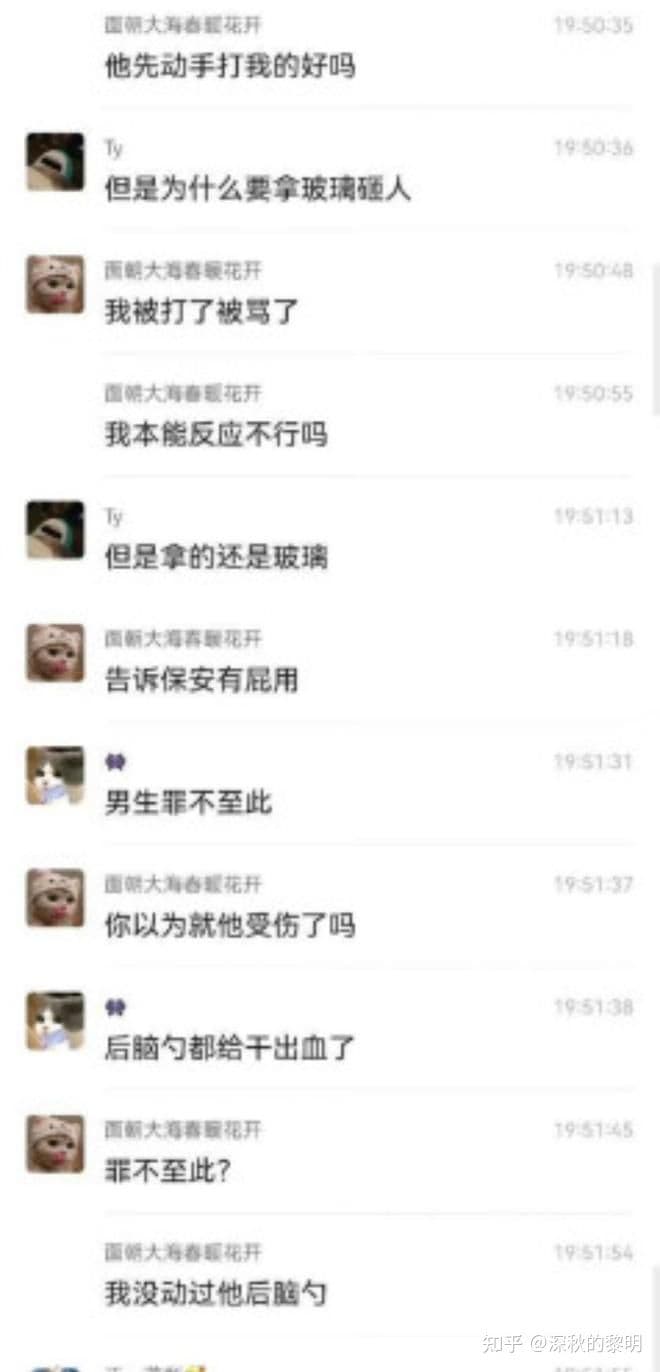 面朝大海春暖花开
19:50:35
他先动手打我的好吗
Ty
19:50:36
但是为什么要拿玻璃砸人
面朝大海春暖花开
19:50:48
我被打了被骂了
面朝大海春暖花开
19:50:55
我本能反应不行吗
Ty
19:51:13
但是拿的还是玻璃
面朝大海春暖花开
19:51:18
告诉保安有屁用
19:51:31
男生罪不至此
面朝大海春暖花开
19:51:37
你以为就他受伤了吗
19:51:38
后脑勺都给干出血了
面朝大海春暖花开
19:51:45
罪不至此?
面朝大海春暖花开
19:51:54
我没动过他后脑勺
知乎 @深秋的黎明